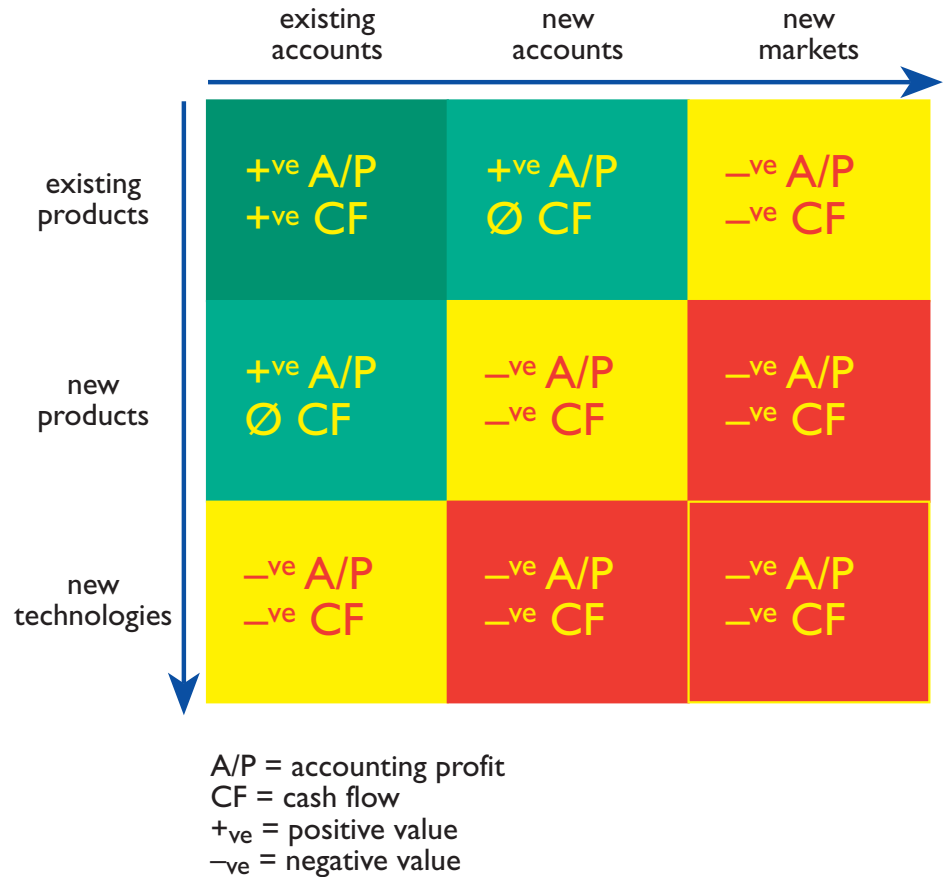 existing new new
accounts accounts markets
existing
products
+ve A/P +ve A/P –ve A/P
+ve CF Ø CF –ve CF
new
products
+ve A/P –ve A/P –ve A/P
Ø CF –ve CF –ve CF
new
technologies
–ve A/P –ve A/P –ve A/P
–ve CF –ve CF –ve CF
A/P = accounting profit
CF = cash flow
+ve = positive value
–ve = negative value